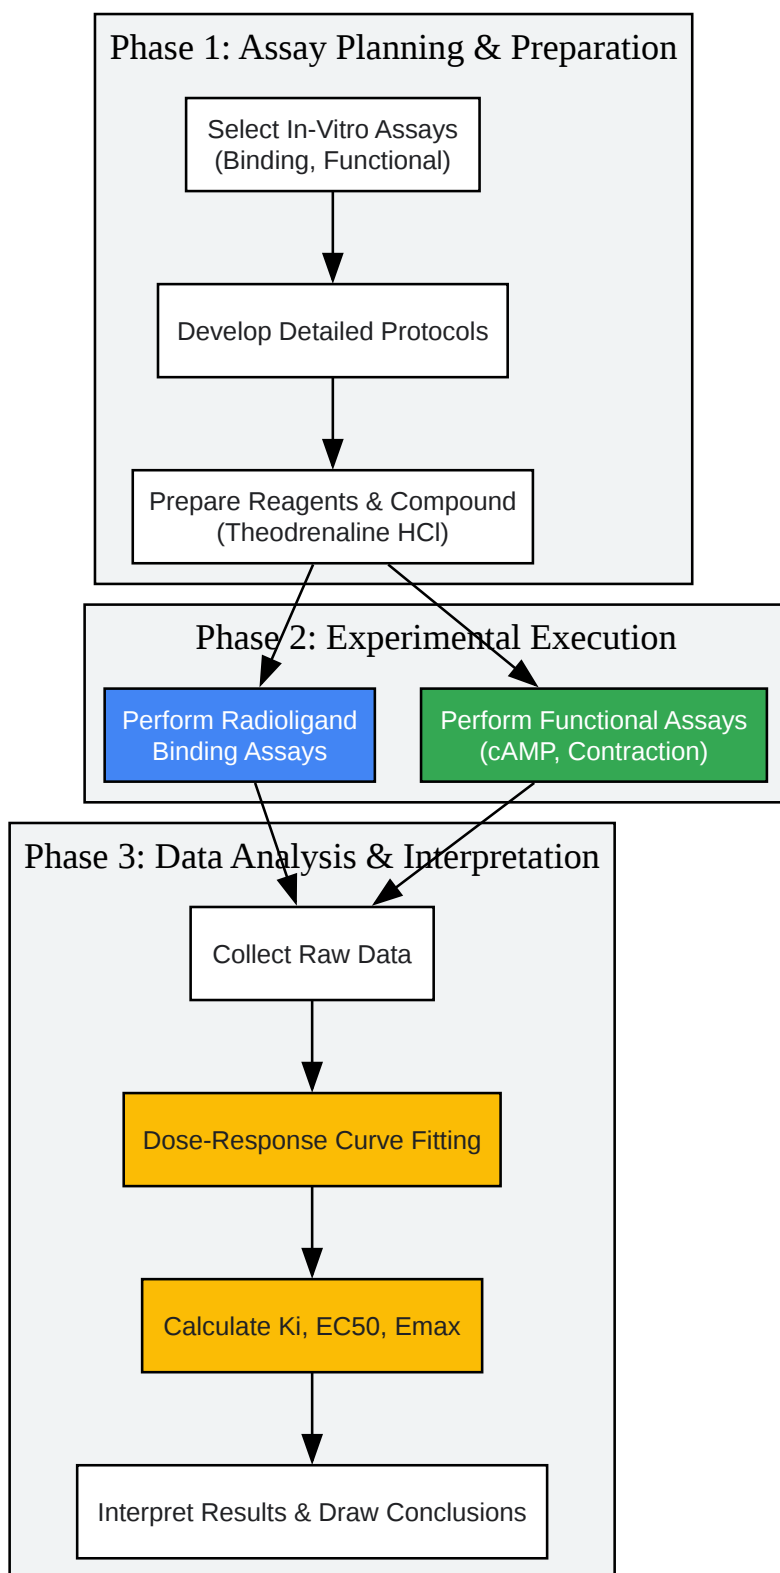 Phase 1: Assay Planning & Preparation
Select In-Vitro Assays
(Binding, Functional)
Develop Detailed Protocols
Prepare Reagents & Compound
(Theodrenaline HCl)
Phase 2: Experimental Execution
Perform Radioligand
Binding Assays
Perform Functional Assays
(cAMP, Contraction)
Phase 3: Data Analysis & Interpretation
Collect Raw Data
Dose-Response Curve Fitting
Calculate Ki, EC50, Emax
Interpret Results & Draw Conclusions